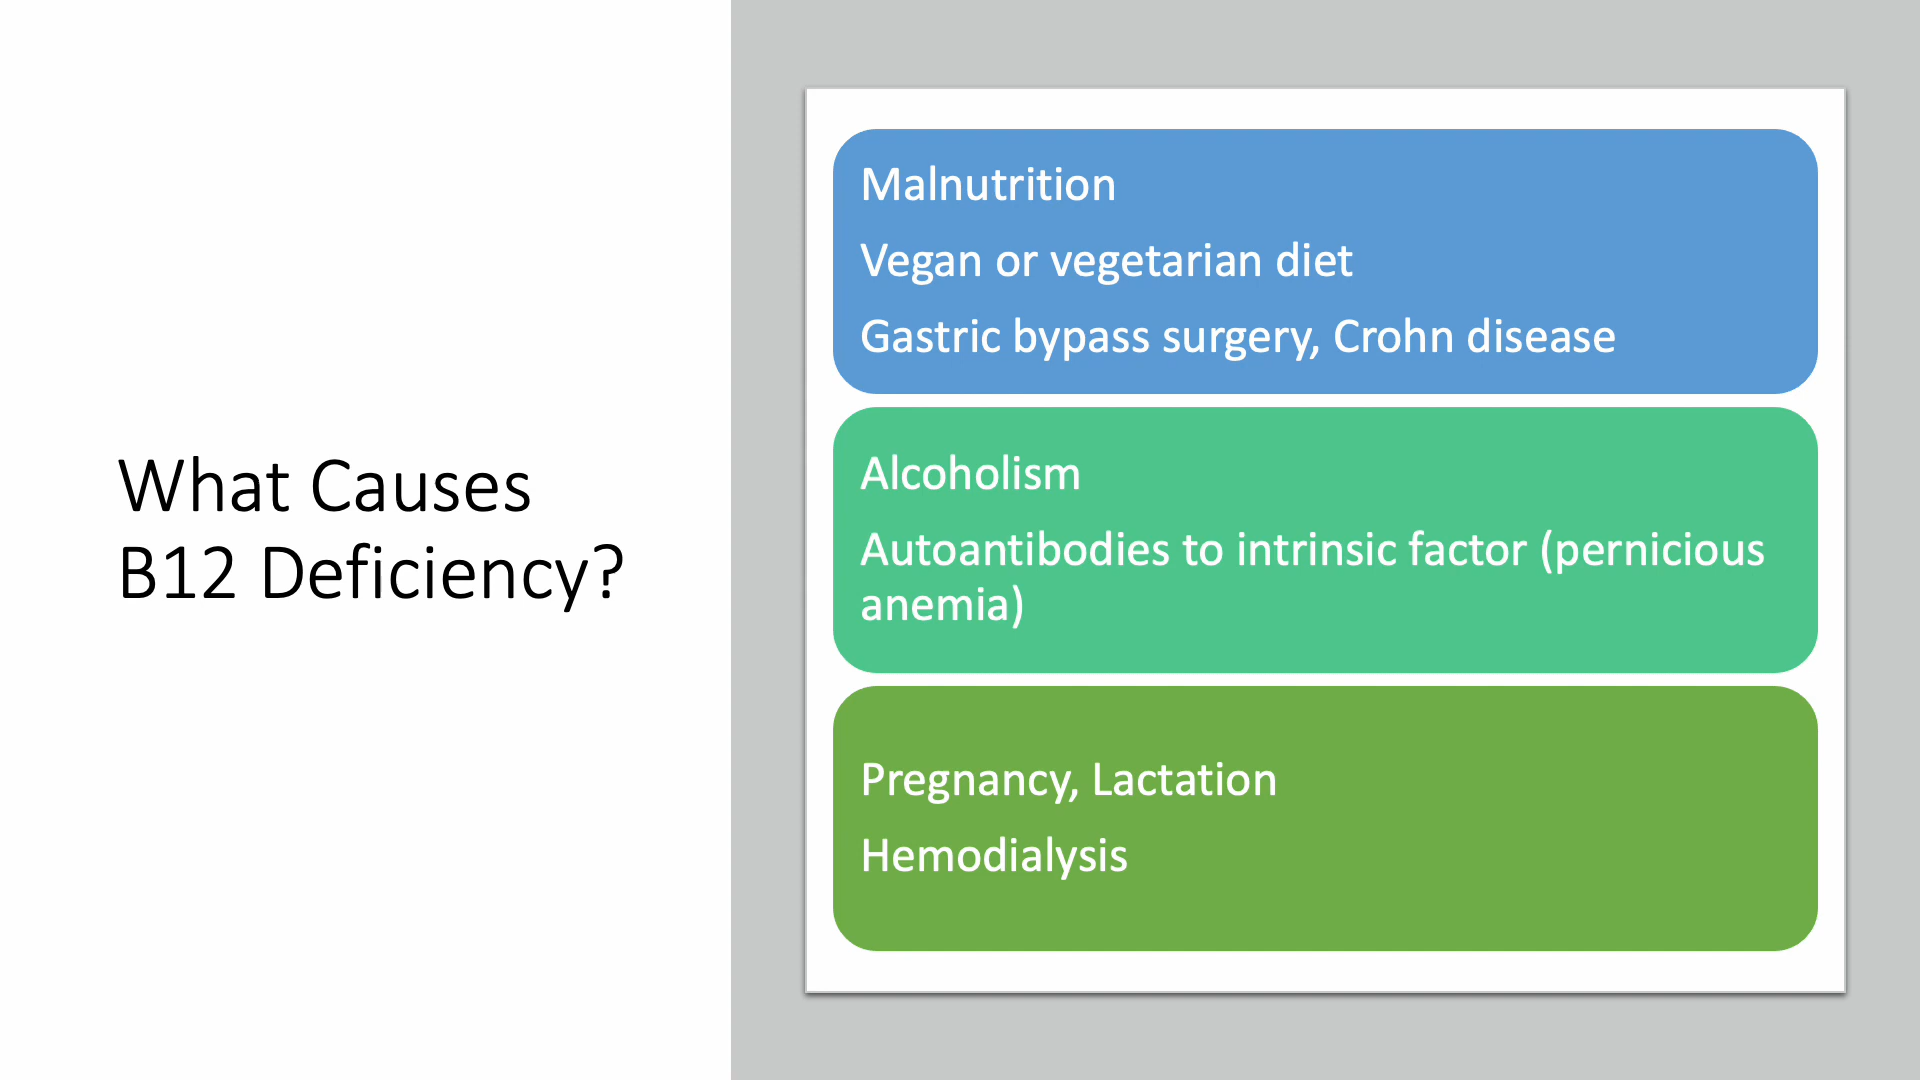 What Causes
B12 Deficiency?
Malnutrition
Vegan or vegetarian diet
Gastric bypass surgery, Crohn disease
Alcoholism
Autoantibodies to intrinsic factor (pernicious
anemia)
Pregnancy, Lactation
Hemodialysis